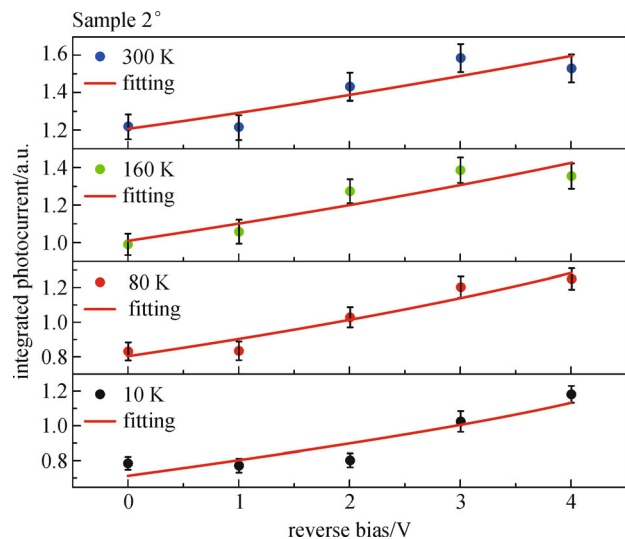 Sample 2°
integrated photocurrent/a.u.
1.6
1.4
1.2
300 K
fitting
1.4
1.2
1.0
160 K
fitting
1.2
1.0
0.8
80 K
fitting
1.2
1.0
0.8
10 K
fitting
0 1 2 3 4
reverse bias/V